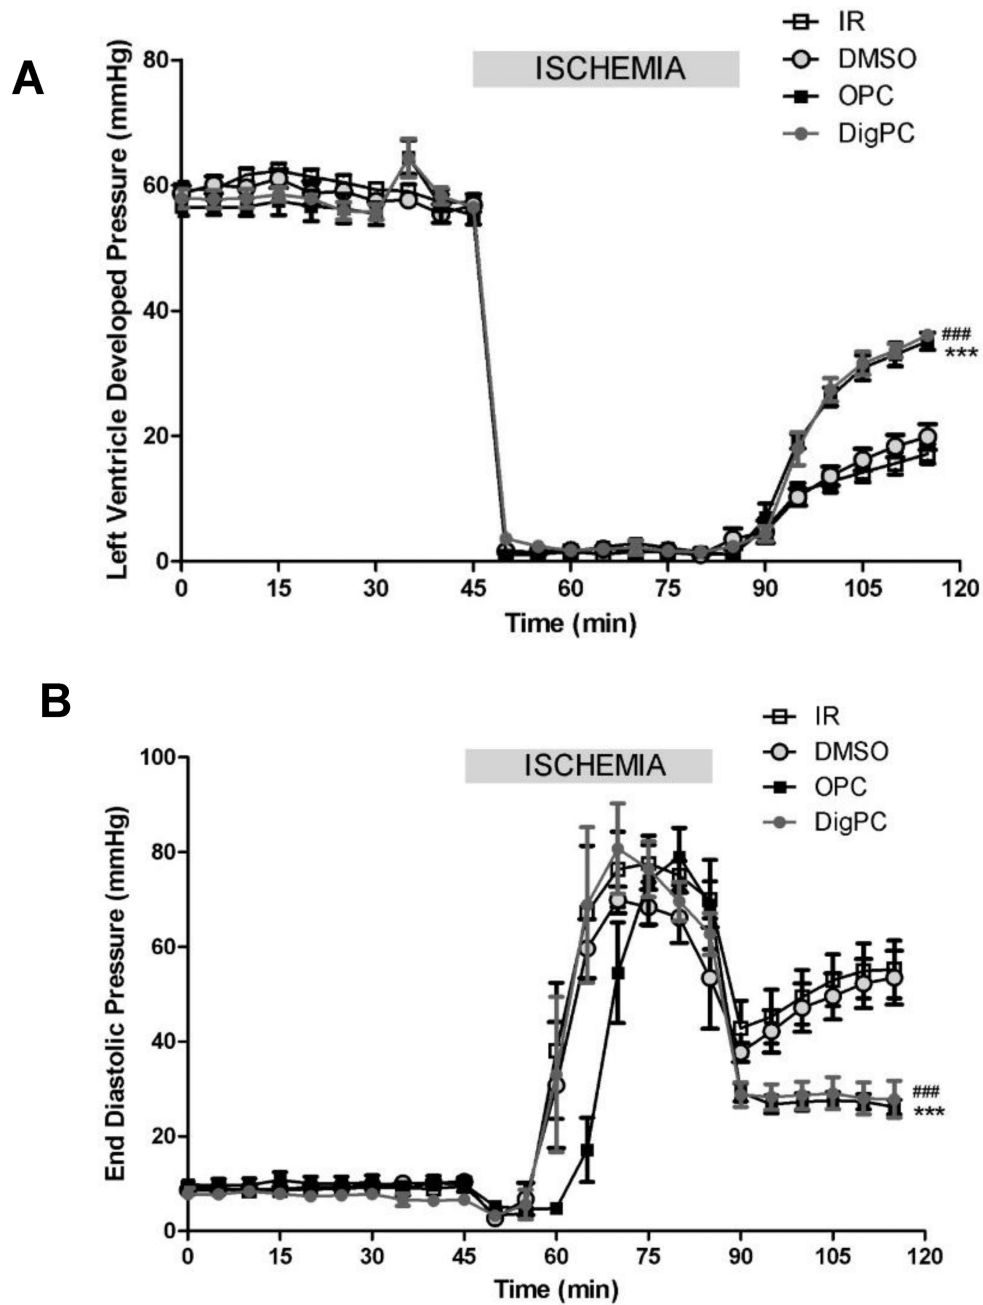 A
Left Ventricle Developed Pressure (mmHg)
80
60
40
20
0
ISCHEMIA
IR
DMSO
OPC
DigPC
###
***
0 15 30 45 60 75 90 105 120
Time (min)
B
End Diastolic Pressure (mmHg)
100
80
60
40
20
0
ISCHEMIA
IR
DMSO
OPC
DigPC
###
***
0 15 30 45 60 75 90 105 120
Time (min)